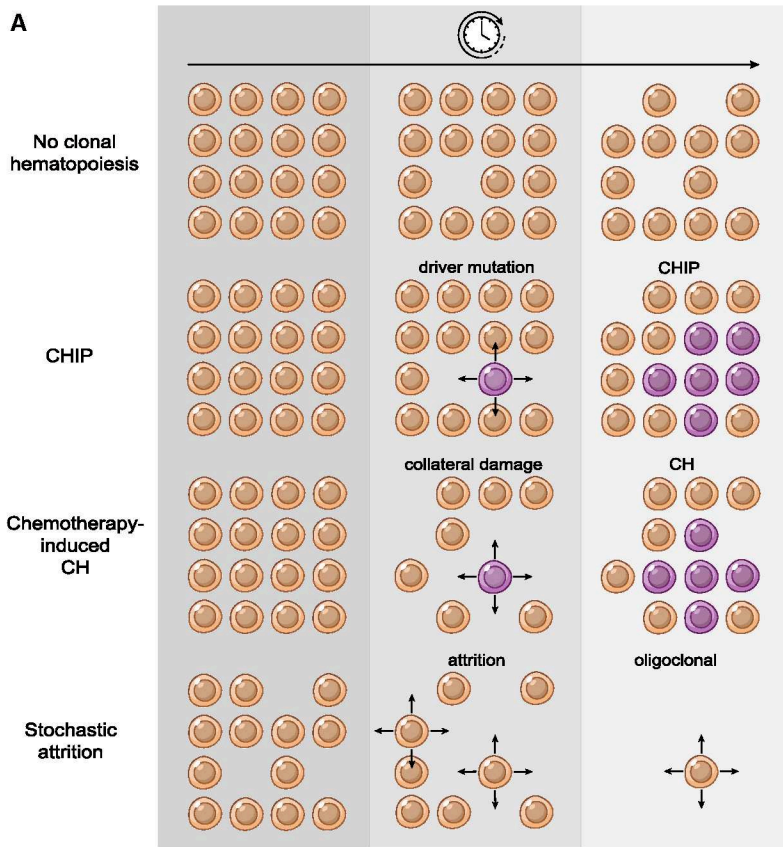 A
No clonal
hematopoiesis
driver mutation
CHIP
CHIP
collateral damage
CH
Chemotherapy-
induced
CH
attrition
oligoclonal
Stochastic
attrition